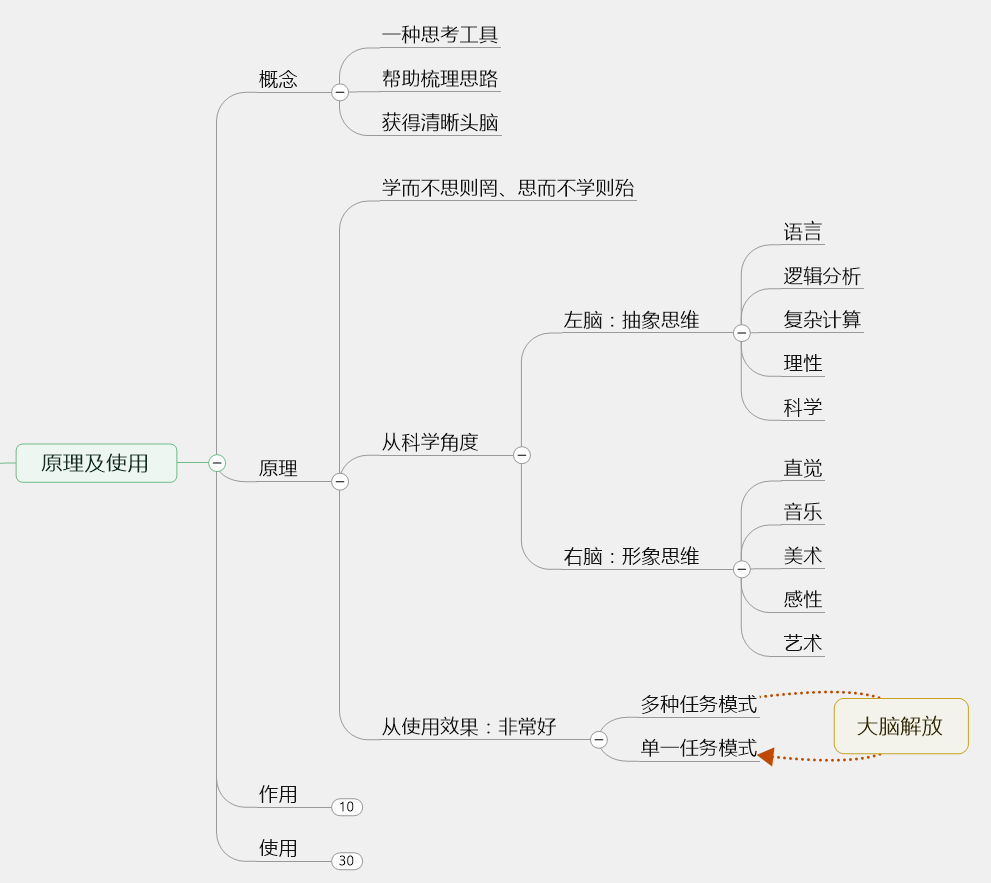 一种思考工具
概念
帮助梳理思路
获得清晰头脑
学而不思则罔、思而不学则殆
语言
逻辑分析
左脑：抽象思维
复杂计算
理性
科学
从科学角度
原理及使用
原理
直觉
音乐
右脑：形象思维
美术
感性
艺术
多种任务模式
从使用效果：非常好
大脑解放
单一任务模式
作用
10
使用
30